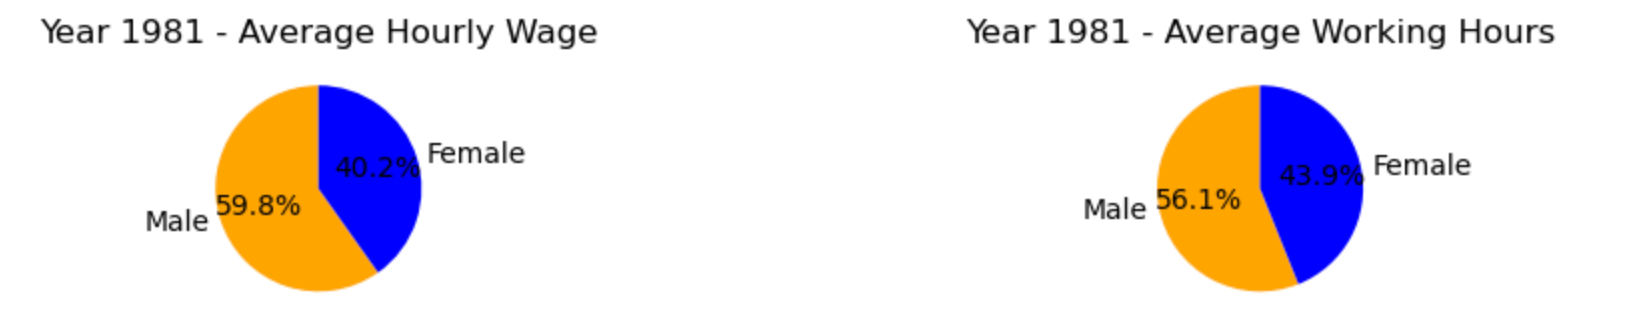 Year 1981 - Average Hourly Wage
40.2%
Female
59.8%
Male
Year 1981 - Average Working Hours
43.9%
Female
56.1%
Male